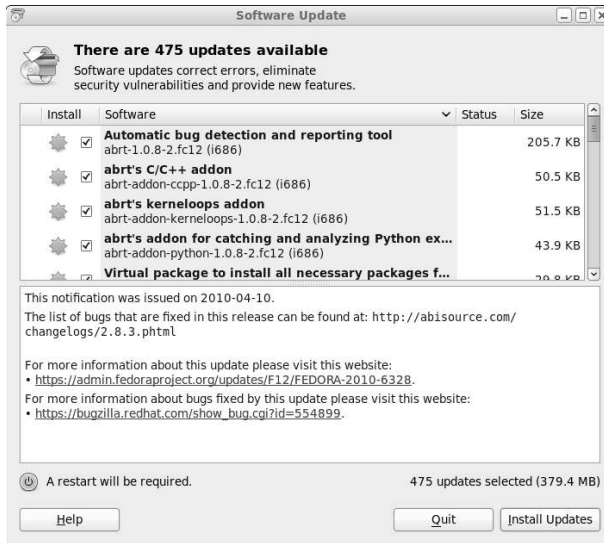 Software Update
There are 475 updates available
Software updates correct errors, eliminate
security vulnerabilities and provide new features.
Install Software Status Size
Automatic bug detection and reporting tool
abrt-1.0.8-2.fc12 (i686)
205.7 KB
abrt's C/C++ addon
abrt-addon-ccpp-1.0.8-2.fc12 (i686)
50.5 KB
abrt's kerneloops addon
abrt-addon-kerneloops-1.0.8-2.fc12 (i686)
51.5 KB
abrt's addon for catching and analyzing Python ex...
abrt-addon-python-1.0.8-2.fc12 (i686)
43.9 KB
Virtual package to install all necessary packages f...
29.8 KB
This notification was issued on 2010-04-10.
The list of bugs that are fixed in this release can be found at: http://abisource.com/
changelogs/2.8.3.phtml
For more information about this update please visit this website:
• https://admin.fedoraproject.org/updates/F12/FEDORA-2010-6328.
For more information about bugs fixed by this update please visit this website:
• https://bugzilla.redhat.com/show_bug.cgi?id=554899.
A restart will be required.
475 updates selected (379.4 MB)
Help
Quit
Install Updates